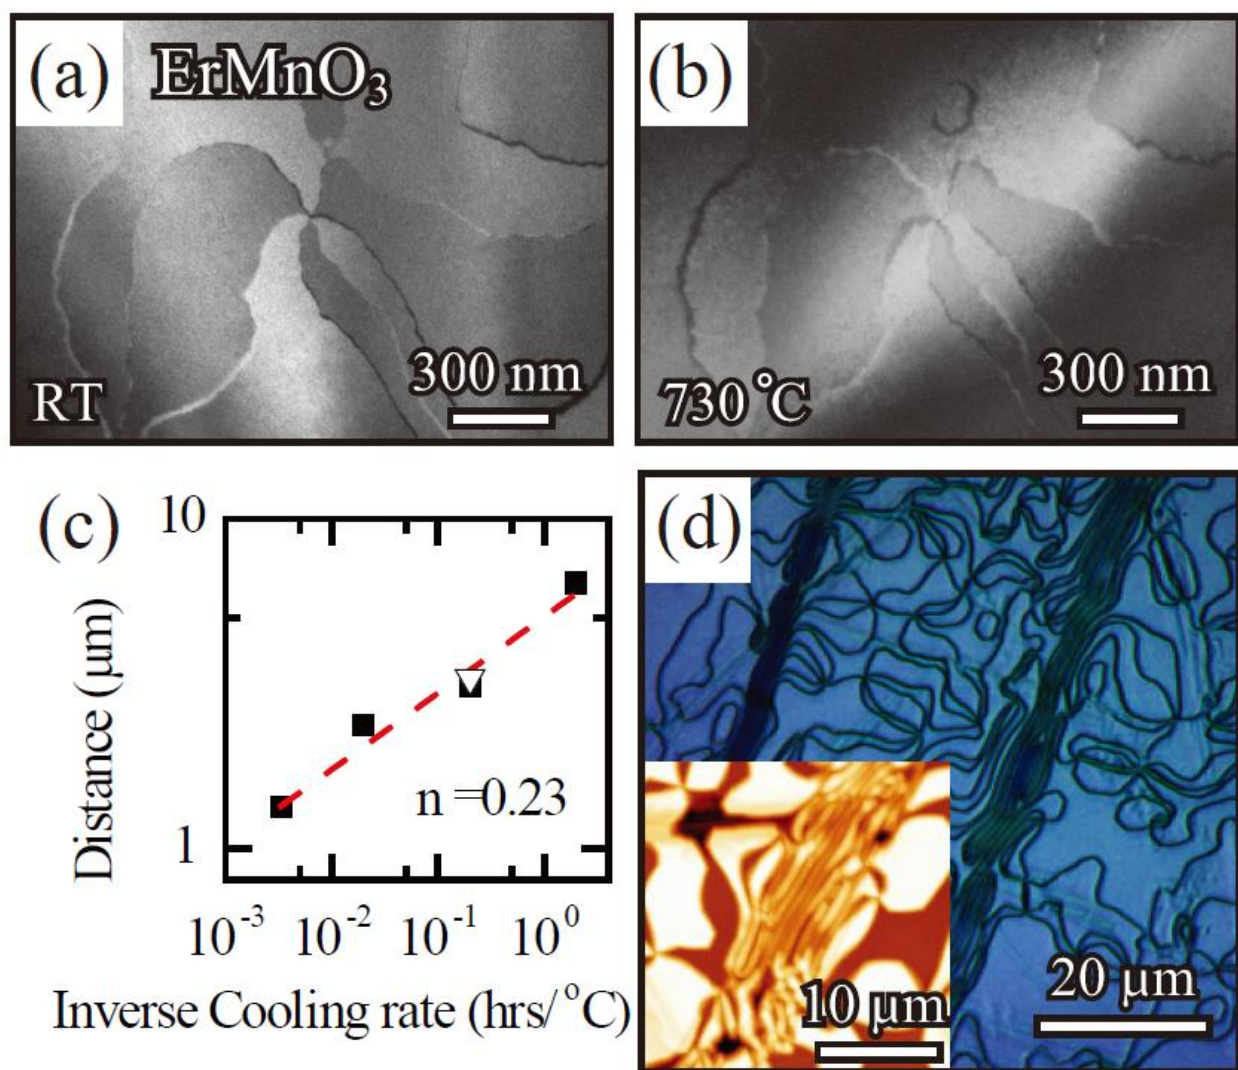 (a)
ErMnO₃
RT
300 nm
(b)
730 °C
300 nm
(c)
Distance (μm)
10
1
n =0.23
10⁻³
10⁻²
10⁻¹
10⁰
Inverse Cooling rate (hrs/°C)
(d)
10 μm
20 μm